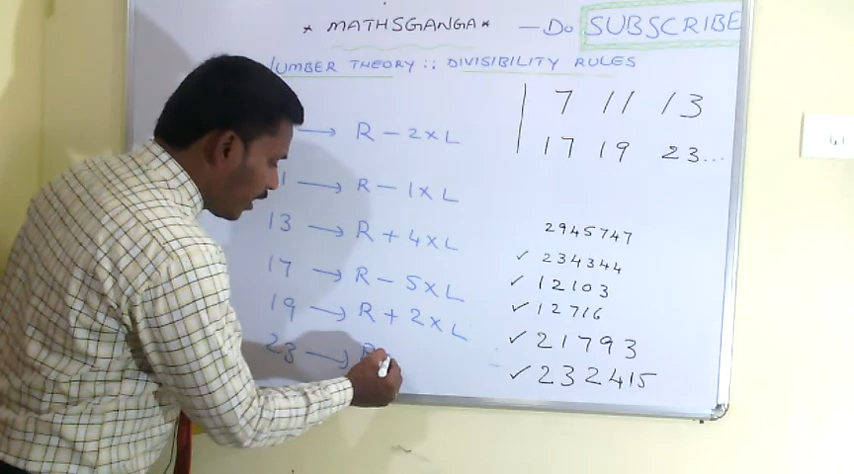 * MATHSGANGA * — DO SUBSCRIBE
UMBER THEORY :: DIVISIBILITY RULES
7 11 13
17 19 23...
→ R - 2 × L
1 → R - 1 × L
13 → R + 4 × L
17 → R - 5 × L
19 → R + 2 × L
23 → R
2945747
✓ 234344
✓ 12103
✓ 12716
✓ 21793
✓ 232415